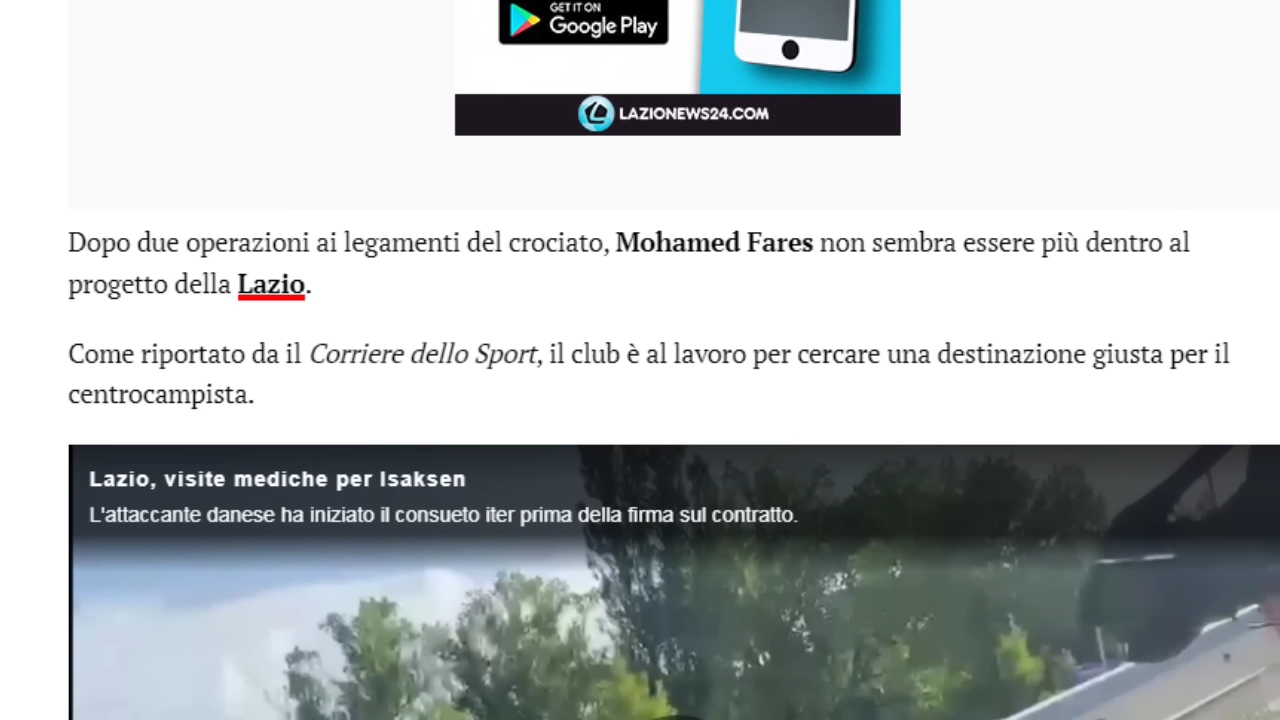 GET IT ON
Google Play
LAZIONEWS24.COM
Dopo due operazioni ai legamenti del crociato, Mohamed Fares non sembra essere più dentro al
progetto della Lazio.
Come riportato da il Corriere dello Sport, il club è al lavoro per cercare una destinazione giusta per il
centrocampista.
Lazio, visite mediche per Isaksen
L'attaccante danese ha iniziato il consueto iter prima della firma sul contratto.